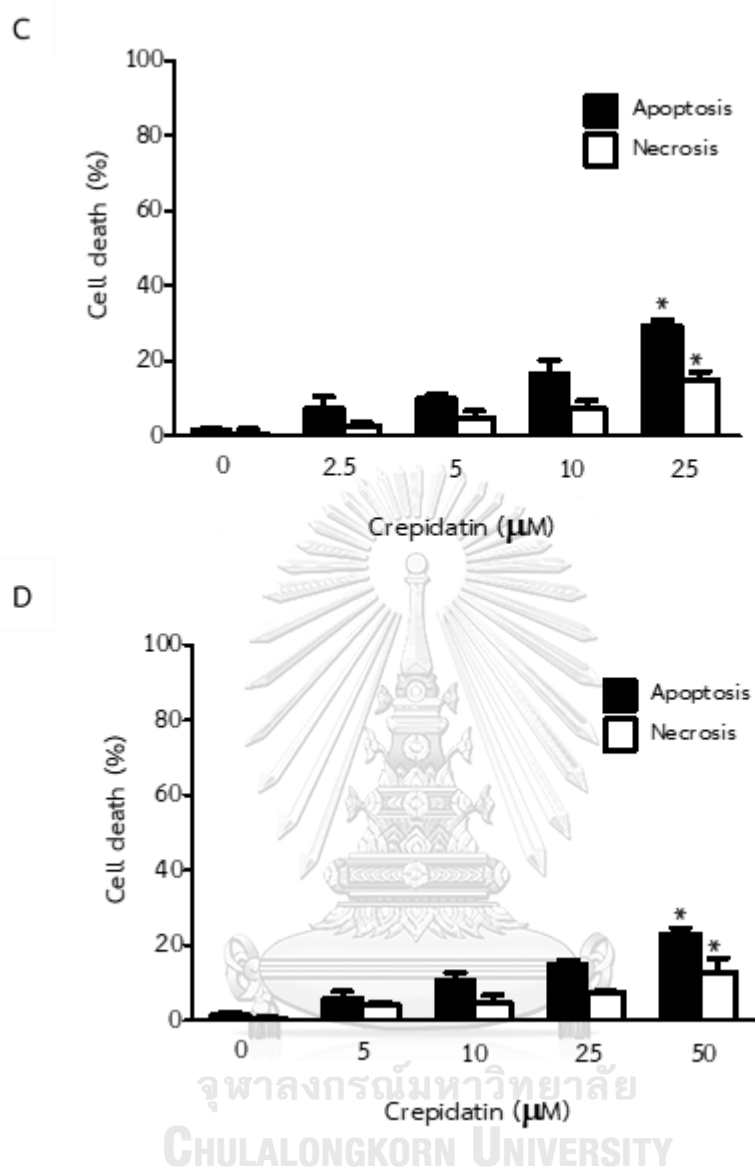 C
100
80
60
40
20
0
Cell death (%)
Apoptosis
Necrosis
*
*
0 2.5 5 10 25
Crepidatin (µM)
D
100
80
60
40
20
0
Cell death (%)
Apoptosis
Necrosis
*
*
0 5 10 25 50
Crepidatin (µM)
จุฬาลงกรณ์มหาวิทยาลัย
CHULALONGKORN UNIVERSITY